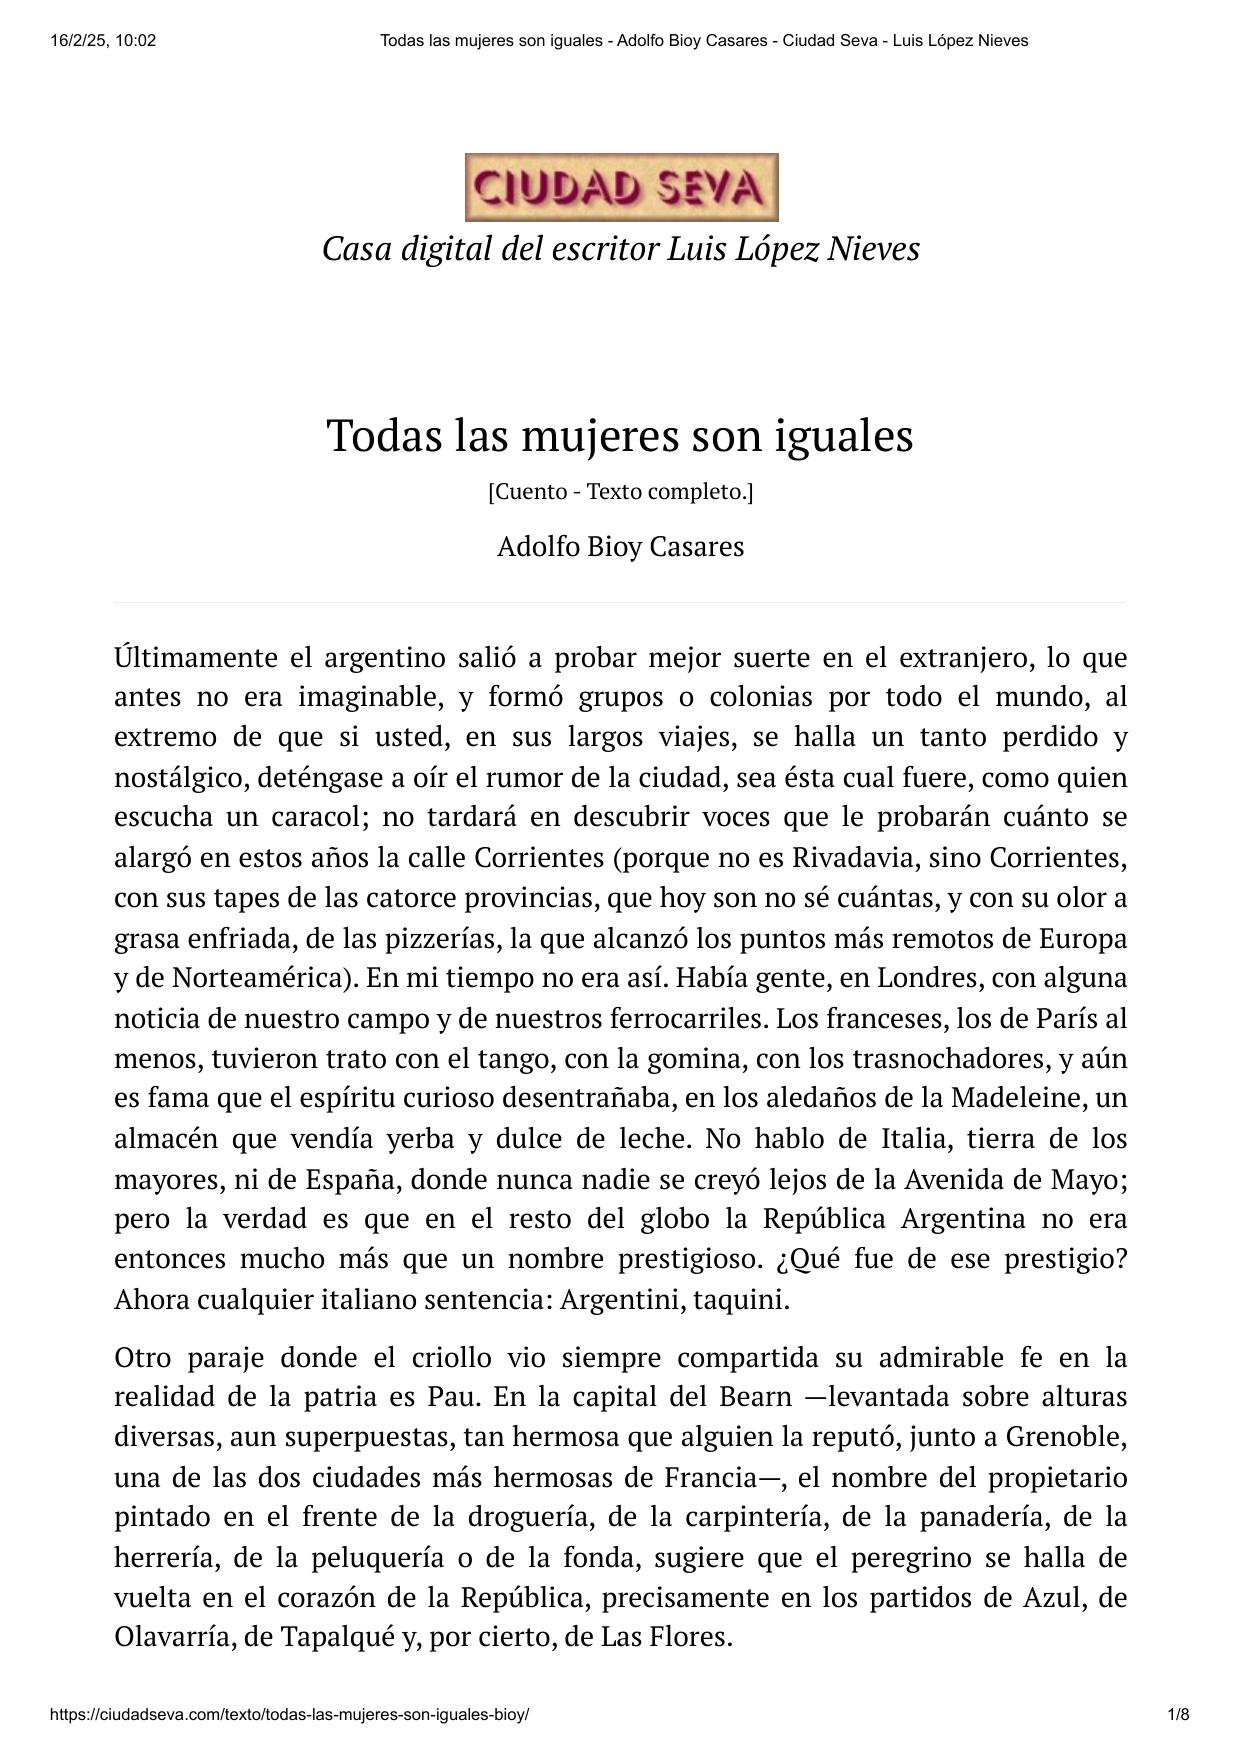 16/2/25, 10:02
Todas las mujeres son iguales - Adolfo Bioy Casares - Ciudad Seva - Luis López Nieves
CIUDAD SEVA
Casa digital del escritor Luis López Nieves
Todas las mujeres son iguales
[Cuento - Texto completo.]
Adolfo Bioy Casares
Últimamente el argentino salió a probar mejor suerte en el extranjero, lo que
antes no era imaginable, y formó grupos o colonias por todo el mundo, al
extremo de que si usted, en sus largos viajes, se halla un tanto perdido y
nostálgico, deténgase a oír el rumor de la ciudad, sea ésta cual fuere, como quien
escucha un caracol; no tardará en descubrir voces que le probarán cuánto se
alargó en estos años la calle Corrientes (porque no es Rivadavia, sino Corrientes,
con sus tapes de las catorce provincias, que hoy son no sé cuántas, y con su olor a
grasa enfriada, de las pizzerías, la que alcanzó los puntos más remotos de Europa
y de Norteamérica). En mi tiempo no era así. Había gente, en Londres, con alguna
noticia de nuestro campo y de nuestros ferrocarriles. Los franceses, los de París al
menos, tuvieron trato con el tango, con la gomina, con los trasnochadores, y aún
es fama que el espíritu curioso desentrañaba, en los aledaños de la Madeleine, un
almacén que vendía yerba y dulce de leche. No hablo de Italia, tierra de los
mayores, ni de España, donde nunca nadie se creyó lejos de la Avenida de Mayo;
pero la verdad es que en el resto del globo la República Argentina no era
entonces mucho más que un nombre prestigioso. ¿Qué fue de ese prestigio?
Ahora cualquier italiano sentencia: Argentini, taquini.
Otro paraje donde el criollo vio siempre compartida su admirable fe en la
realidad de la patria es Pau. En la capital del Bearn —levantada sobre alturas
diversas, aun superpuestas, tan hermosa que alguien la reputó, junto a Grenoble,
una de las dos ciudades más hermosas de Francia—, el nombre del propietario
pintado en el frente de la droguería, de la carpintería, de la panadería, de la
herrería, de la peluquería o de la fonda, sugiere que el peregrino se halla de
vuelta en el corazón de la República, precisamente en los partidos de Azul, de
Olavarría, de Tapalqué y, por cierto, de Las Flores.
https://ciudadseva.com/texto/todas-las-mujeres-son-iguales-bioy/
1/8